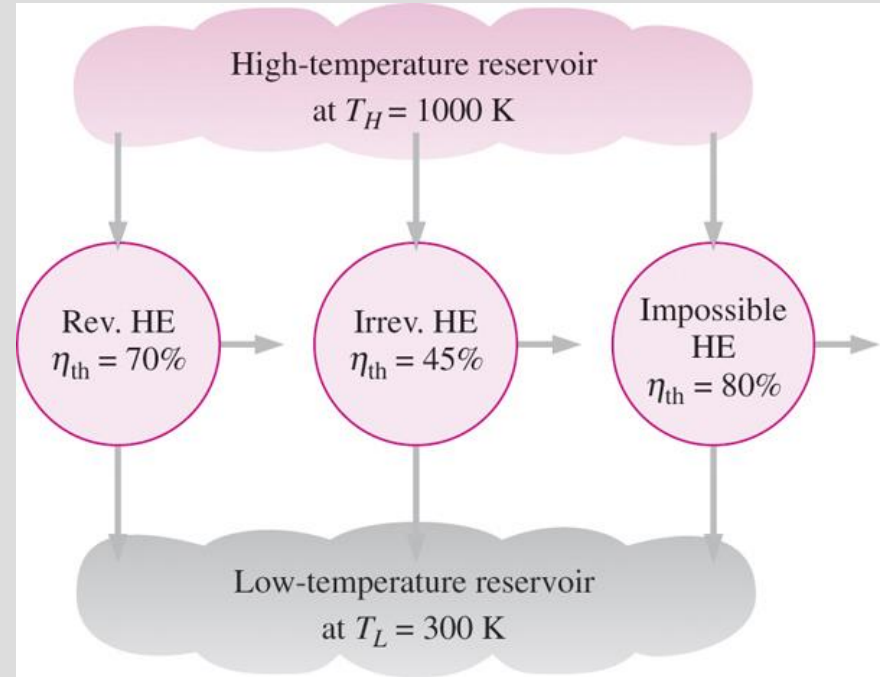 High-temperature reservoir
at T_H = 1000 K
Rev. HE
η_th = 70%
Irrev. HE
η_th = 45%
Impossible
HE
η_th = 80%
Low-temperature reservoir
at T_L = 300 K